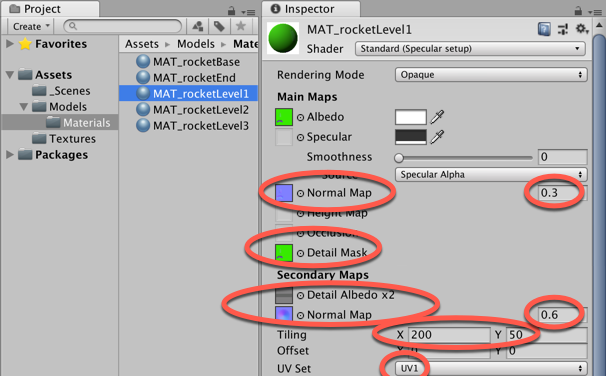 Project
Create
Favorites
Assets
_Scenes
Models
Materials
Textures
Packages
Assets Models Mate
MAT_rocketBase
MAT_rocketEnd
MAT_rocketLevel1
MAT_rocketLevel2
MAT_rocketLevel3
Inspector
MAT_rocketLevel1
Shader Standard (Specular setup)
Rendering Mode Opaque
Main Maps
Albedo
Specular
Smoothness 0
Source Specular Alpha
Normal Map 0.3
Height Map
Occlusion
Detail Mask
Secondary Maps
Detail Albedo x2
Normal Map 0.6
Tiling X 200 Y 50
Offset X 0 Y 0
UV Set UV1